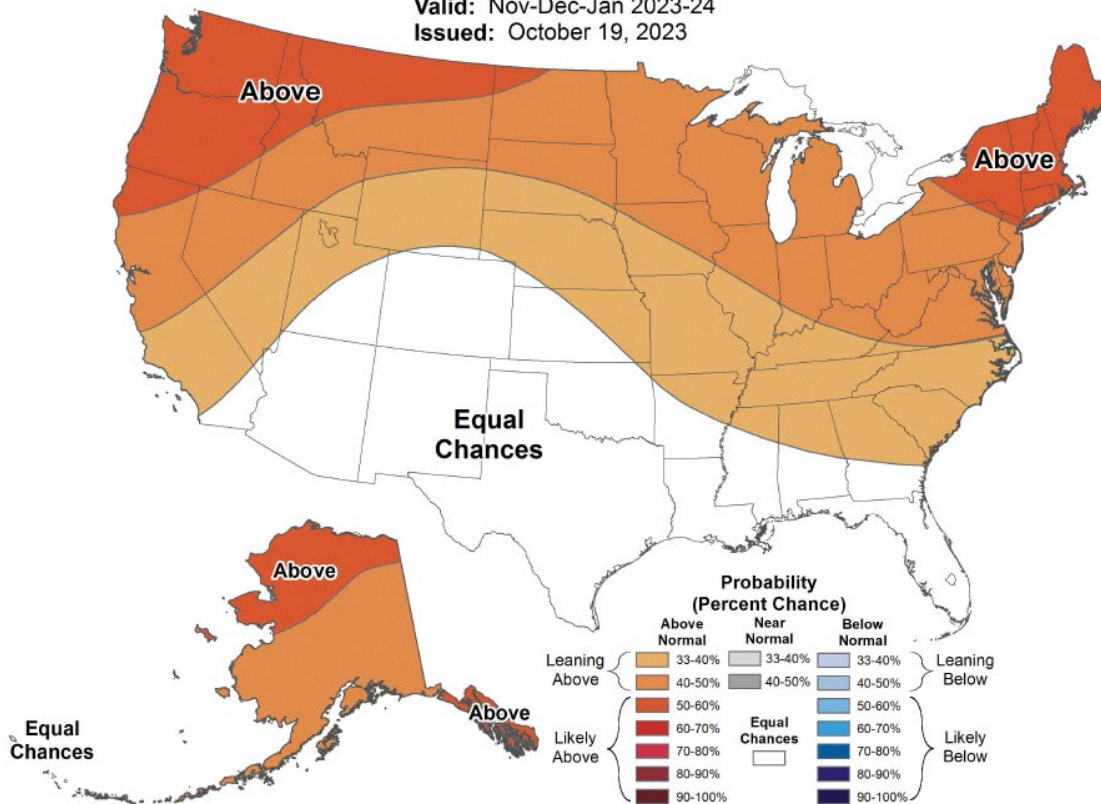 Valid: Nov-Dec-Jan 2023-24
Issued: October 19, 2023
Above
Above
Equal
Chances
Above
Above
Equal
Chances
Probability
(Percent Chance)
Above
Normal
Near
Normal
Below
Normal
Leaning
Above
33-40%
33-40%
33-40%
Leaning
Below
40-50%
40-50%
40-50%
Likely
Above
50-60%
50-60%
Likely
Below
60-70%
Equal
Chances
60-70%
70-80%
70-80%
80-90%
80-90%
90-100%
90-100%